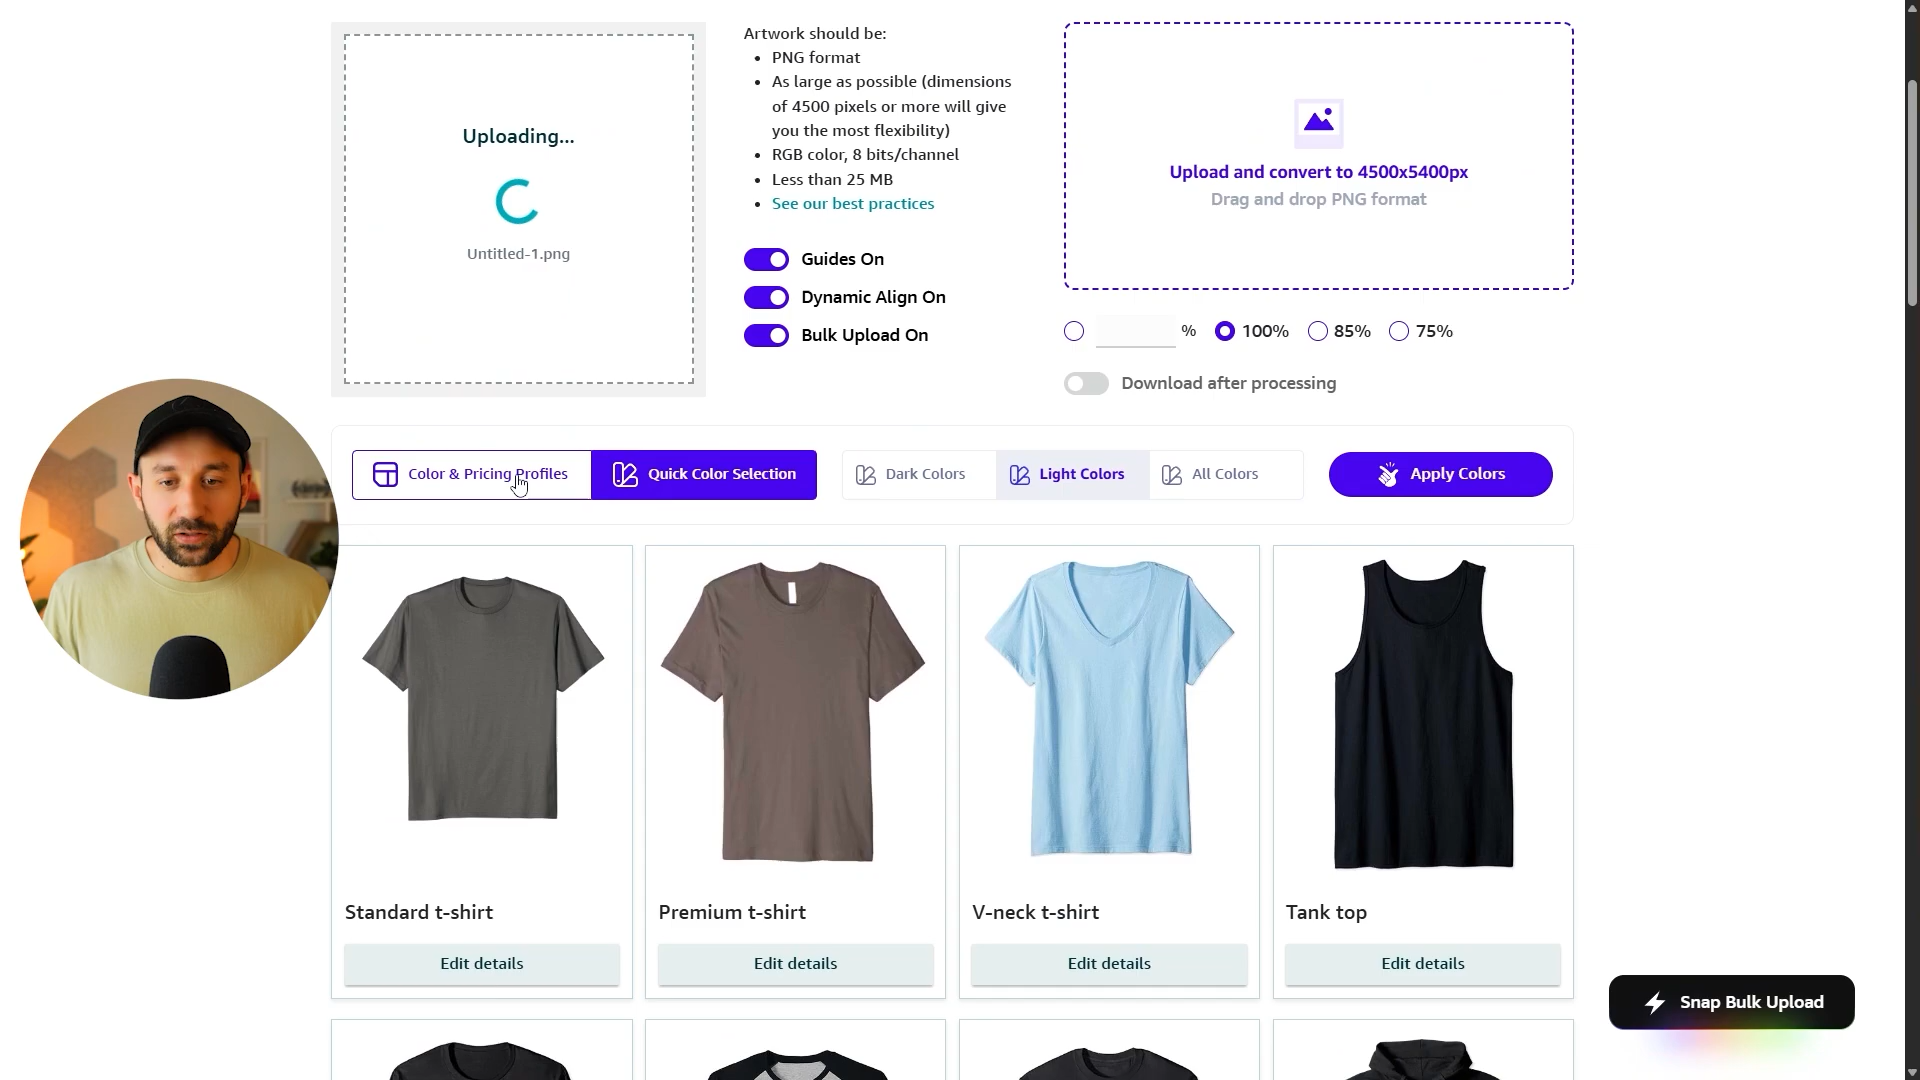 Uploading...
Untitled-1.png
Artwork should be:
• PNG format
• As large as possible (dimensions
of 4500 pixels or more will give
you the most flexibility)
• RGB color, 8 bits/channel
• Less than 25 MB
• See our best practices
Guides On
Dynamic Align On
Bulk Upload On
Upload and convert to 4500x5400px
Drag and drop PNG format
% 100% 85% 75%
Download after processing
Color & Pricing Profiles
Quick Color Selection
Dark Colors
Light Colors
All Colors
Apply Colors
Standard t-shirt
Edit details
Premium t-shirt
Edit details
V-neck t-shirt
Edit details
Tank top
Edit details
Snap Bulk Upload